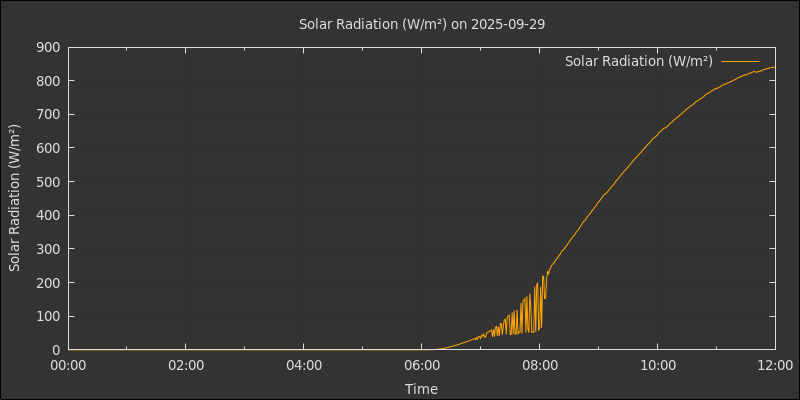 Solar Radiation (W/m²) on 2025-09-29
Solar Radiation (W/m²)
Solar Radiation (W/m²)
900
800
700
600
500
400
300
200
100
0
00:00 02:00 04:00 06:00 08:00 10:00 12:00
Time